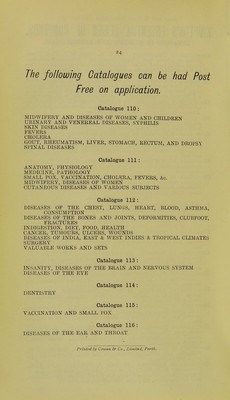 24
The following Catalogues can be had Post
Free on application.
Catalogue 110:
MIDWIFERY AND DISEASES OF WOMEN AND CHILDREN
URINARY AND VENEREAL DISEASES, SYPHILIS
SKIN DISEASES
FEVERS
CHOLERA
GOUT, RHEUMATISM, LIVER, STOMACH, RECTUM, AND DROPSY
SPINAL DISEASES
Catalogue 111:
ANATOMY, PHYSIOLOGY
MEDICINE, PATHOLOGY
SMALL POX, VACCINATION, CHOLERA, FEVERS, &c.
MIDWIFERY, DISEASES OF WOMEN
CUTANEOUS DISEASES AND VARIOUS SUBJECTS
Catalogue 112:
DISEASES OF THE CHEST, LUNGS, HEART, BLOOD, ASTHMA,
CONSUMPTION
DISEASES OF THE BONES AND JOINTS, DEFORMITIES, CLUBFOOT,
FRACTURES
INDIGESTION, DIET, FOOD, HEALTH
CANCER, TUMOURS, ULCERS, WOUNDS
DISEASES OF INDIA, EAST & WEST INDIES & TROPICAL CLIMATES
SURGERY
VALUABLE WORKS AND SETS
Catalogue 113:
INSANITY, DISEASES OF THE BRAIN AND NERVOUS SYSTEM
DISEASES OF THE EYE
Catalogue 114:
DENTISTRY
Catalogue 115:
VACCINATION AND SMALL POX
Catalogue 116:
DISEASES OF THE EAR AND THROAT
Printed by Cowan & Co., Limited, Perth.